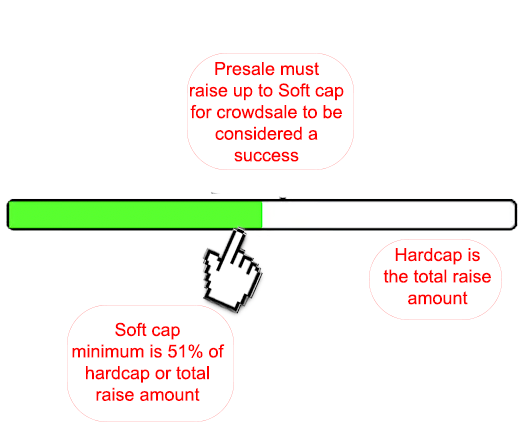 Presale must
raise up to Soft cap
for crowdsale to be
considered a
success
Hardcap is
the total raise
amount
Soft cap
minimum is 51% of
hardcap or total
raise amount